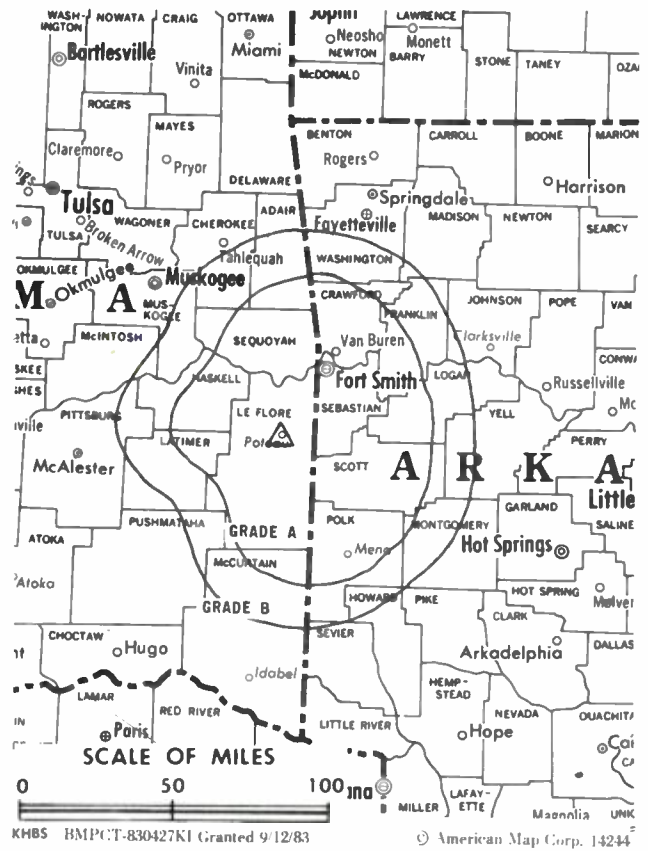 WASH-
INGTON
NOWATA
CRAIG
OTTAWA
Joplin
LAWRENCE
Bartlesville
Miami
Neosho
NEWTON
Monett
BARRY
STONE
TANEY
Vinita
McDONALD
ROGERS
MAYES
BENTON
CARROLL
BOONE
MARION
Claremore
Pryor
Rogers
DELAWARE
Springdale
Harrison
Tulsa
ADAIR
WAGONER
CHEROKEE
Fayetteville
MADISON
NEWTON
SEARCY
TULSA
Broken Arrow
Tahlequah
WASHINGTON
OKMULGEE
Okmulgee
Muskogee
M A
MUS-
KOGEE
CRAWFORD
FRANKLIN
JOHNSON
POPE
VAN
McINTOSH
SEQUOYAH
Van Buren
Clarksville
CONWA
HASKELL
Fort Smith
LOGAN
Russellville
PITTSBURG
LE FLORE
SEBASTIAN
YELL
LATIMER
Poteau
PERRY
McAlester
SCOTT
A R K A
Little
GARLAND
PUSHMATAHA
GRADE A
POLK
MONTGOMERY
SALINE
ATOKA
McCURTAIN
Mena
Hot Springs
Atoka
HOWARD
PIKE
HOT SPRING
Malver
GRADE B
CLARK
CHOCTAW
SEVIER
DALLAS
Hugo
Arkadelphia
Idabel
HEMP-
STEAD
LAMAR
RED RIVER
LITTLE RIVER
NEVADA
OUACHITA
Paris
Hope
SCALE OF MILES
0 50 100
MILLER
LAFAY-
ETTE
Magnolia
KHBS BMPCT-830427KI Granted 9/12/83
© American Map Corp. 14244